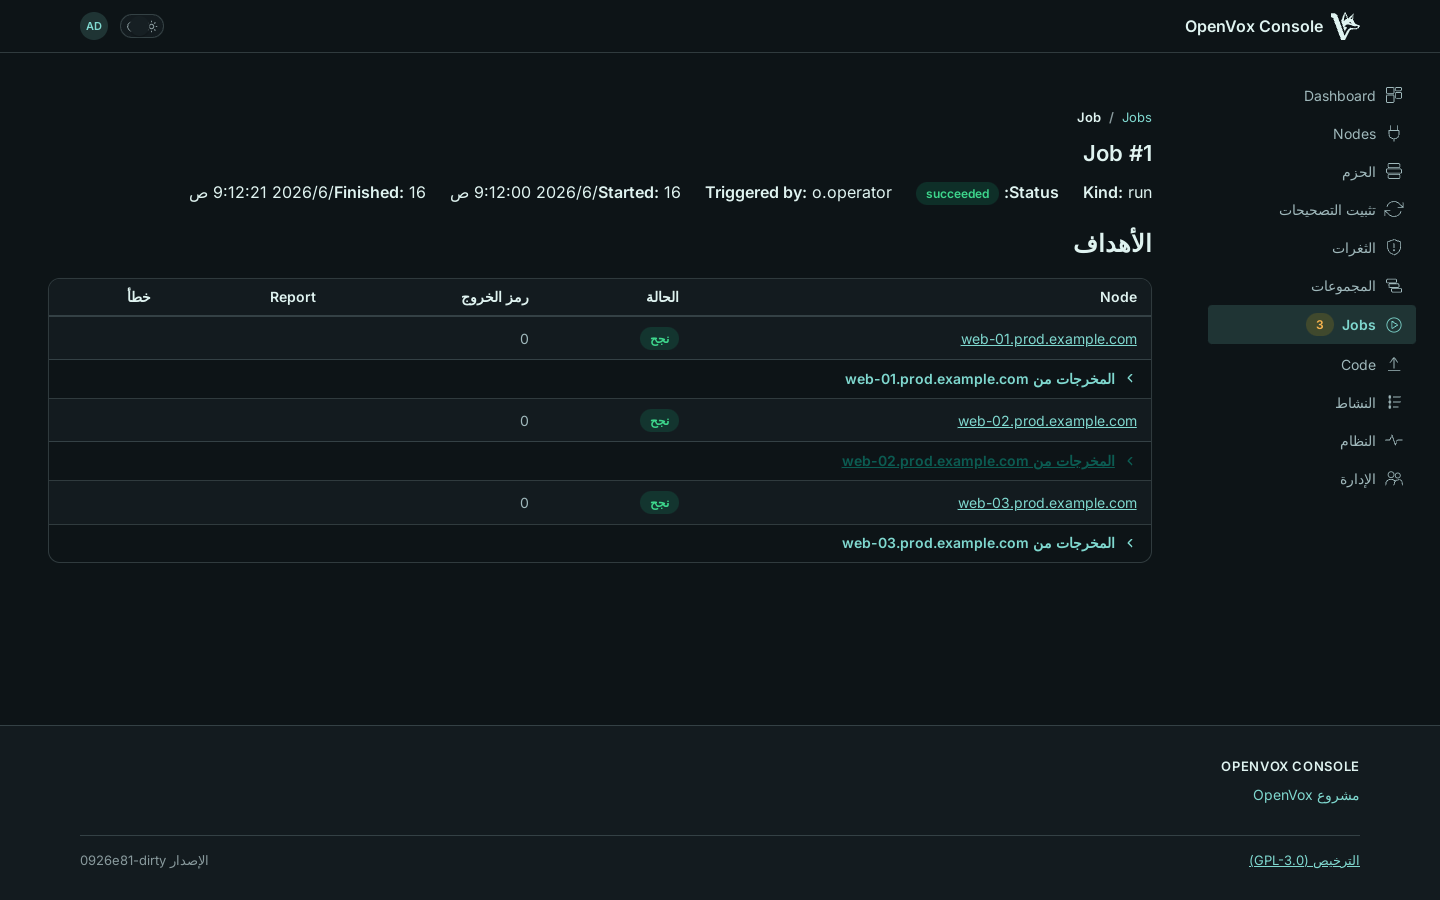 OpenVox Console
AD
Dashboard
Nodes
الحزم
تثبيت التصحيحات
الثغرات
المجموعات
Jobs 3
Code
النشاط
النظام
الإدارة
Jobs / Job
Job #1
Kind: run
Status: succeeded
Triggered by: o.operator
Started: 16/6/2026 9:12:00 ص
Finished: 16/6/2026 9:12:21 ص
الأهداف
Node الحالة رمز الخروج Report خطأ
web-01.prod.example.com نجح 0
المخرجات من web-01.prod.example.com
web-02.prod.example.com نجح 0
المخرجات من web-02.prod.example.com
web-03.prod.example.com نجح 0
المخرجات من web-03.prod.example.com
OPENVOX CONSOLE
مشروع OpenVox
الترخيص (GPL-3.0)
الإصدار 0926e81-dirty